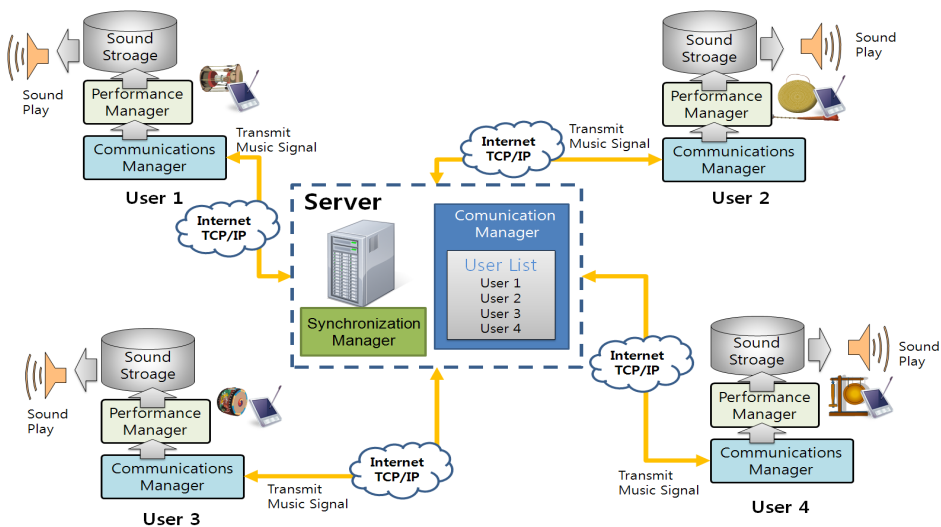 Sound
Stroage
Sound
Play
Performance
Manager
Communications
Manager
Transmit
Music Signal
User 1
Internet
TCP/IP
Sound
Stroage
Sound
Play
Performance
Manager
Communications
Manager
Transmit
Music Signal
User 2
Internet
TCP/IP
Server
Comunication
Manager
User List
User 1
User 2
User 3
User 4
Synchronization
Manager
Sound
Stroage
Sound
Play
Performance
Manager
Communications
Manager
Transmit
Music Signal
User 3
Internet
TCP/IP
Sound
Stroage
Sound
Play
Performance
Manager
Communications
Manager
Transmit
Music Signal
User 4
Internet
TCP/IP